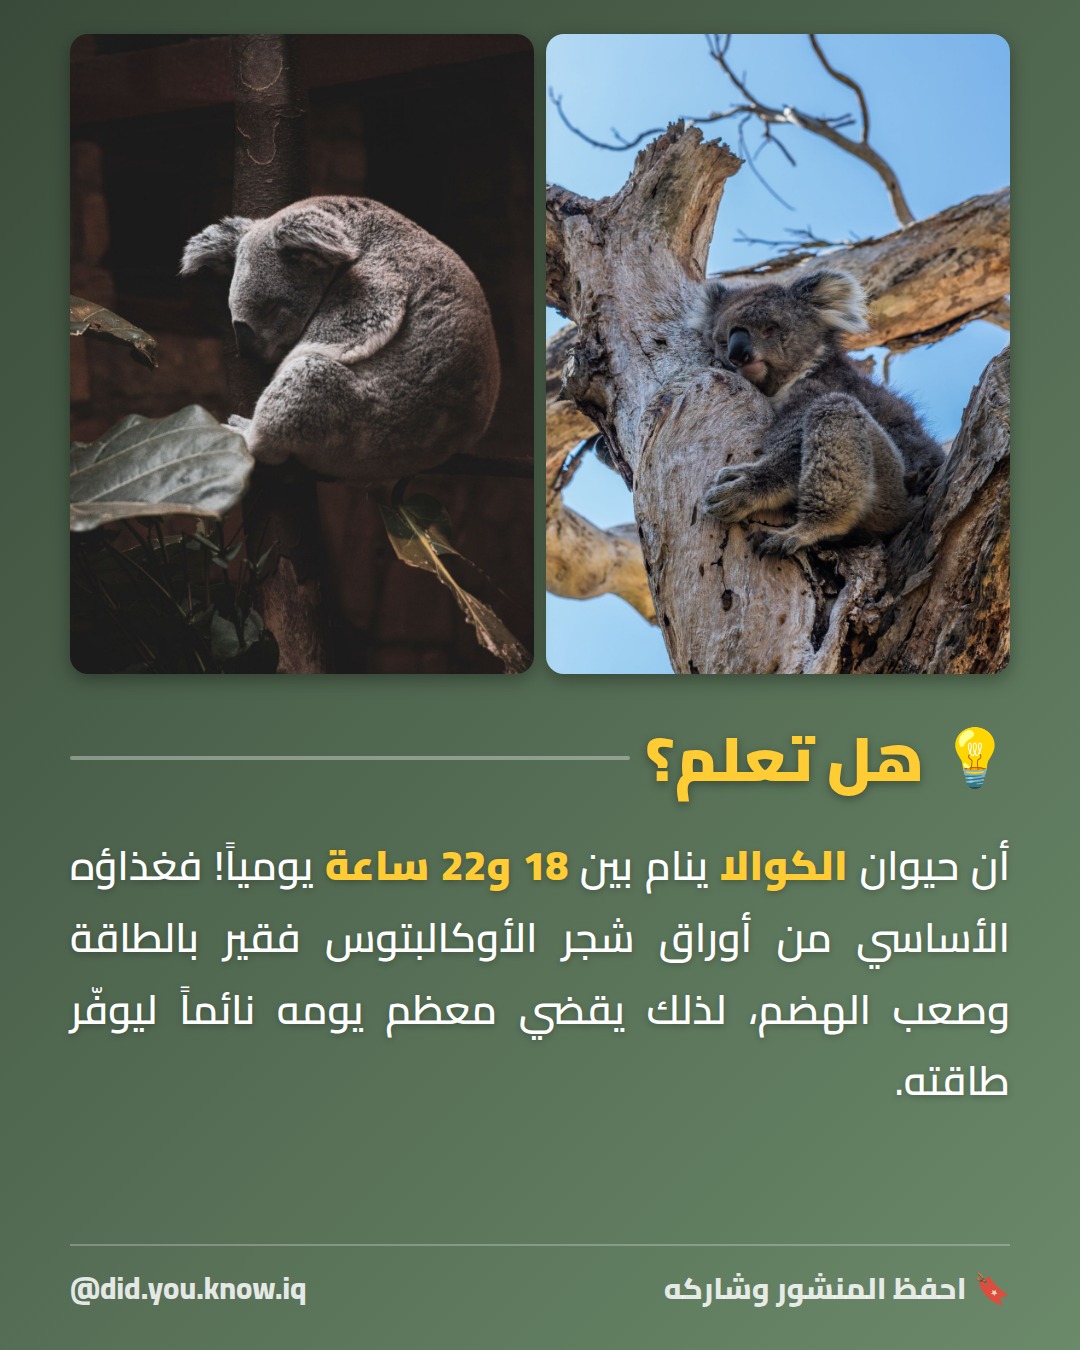 💡 هل تعلم؟
أن حيوان الكوالا ينام بين 18 و22 ساعة يومياً! فغذاؤه
الأساسي من أوراق شجر الأوكالبتوس فقير بالطاقة
وصعب الهضم، لذلك يقضي معظم يومه نائماً ليوفّر
طاقته.
🔖 احفظ المنشور وشاركه
@did.you.know.iq